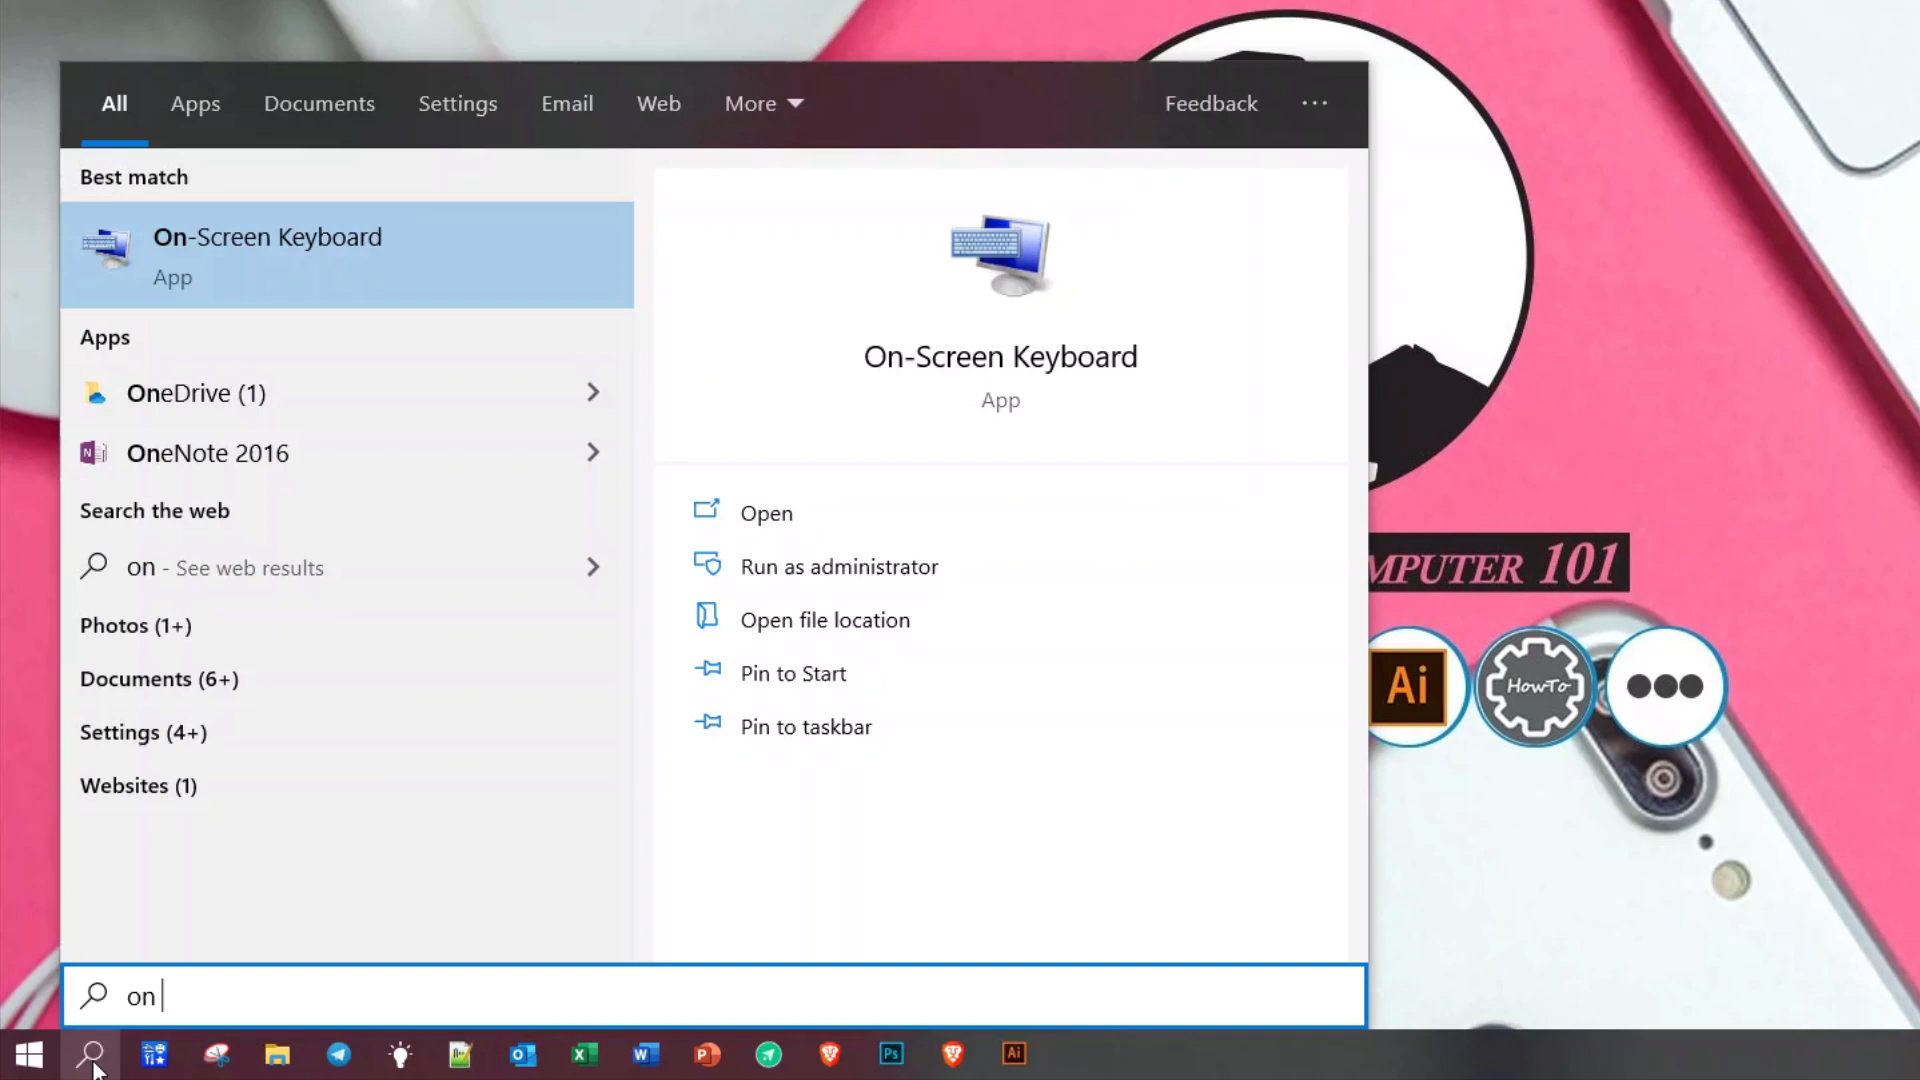 All Apps Documents Settings Email Web More Feedback ...
Best match
On-Screen Keyboard
App
Apps
OneDrive (1)
OneNote 2016
Search the web
on - See web results
Photos (1+)
Documents (6+)
Settings (4+)
Websites (1)
On-Screen Keyboard
App
Open
Run as administrator
Open file location
Pin to Start
Pin to taskbar
MPUTER 101
Ai
HowTo
on
Ps
Ai